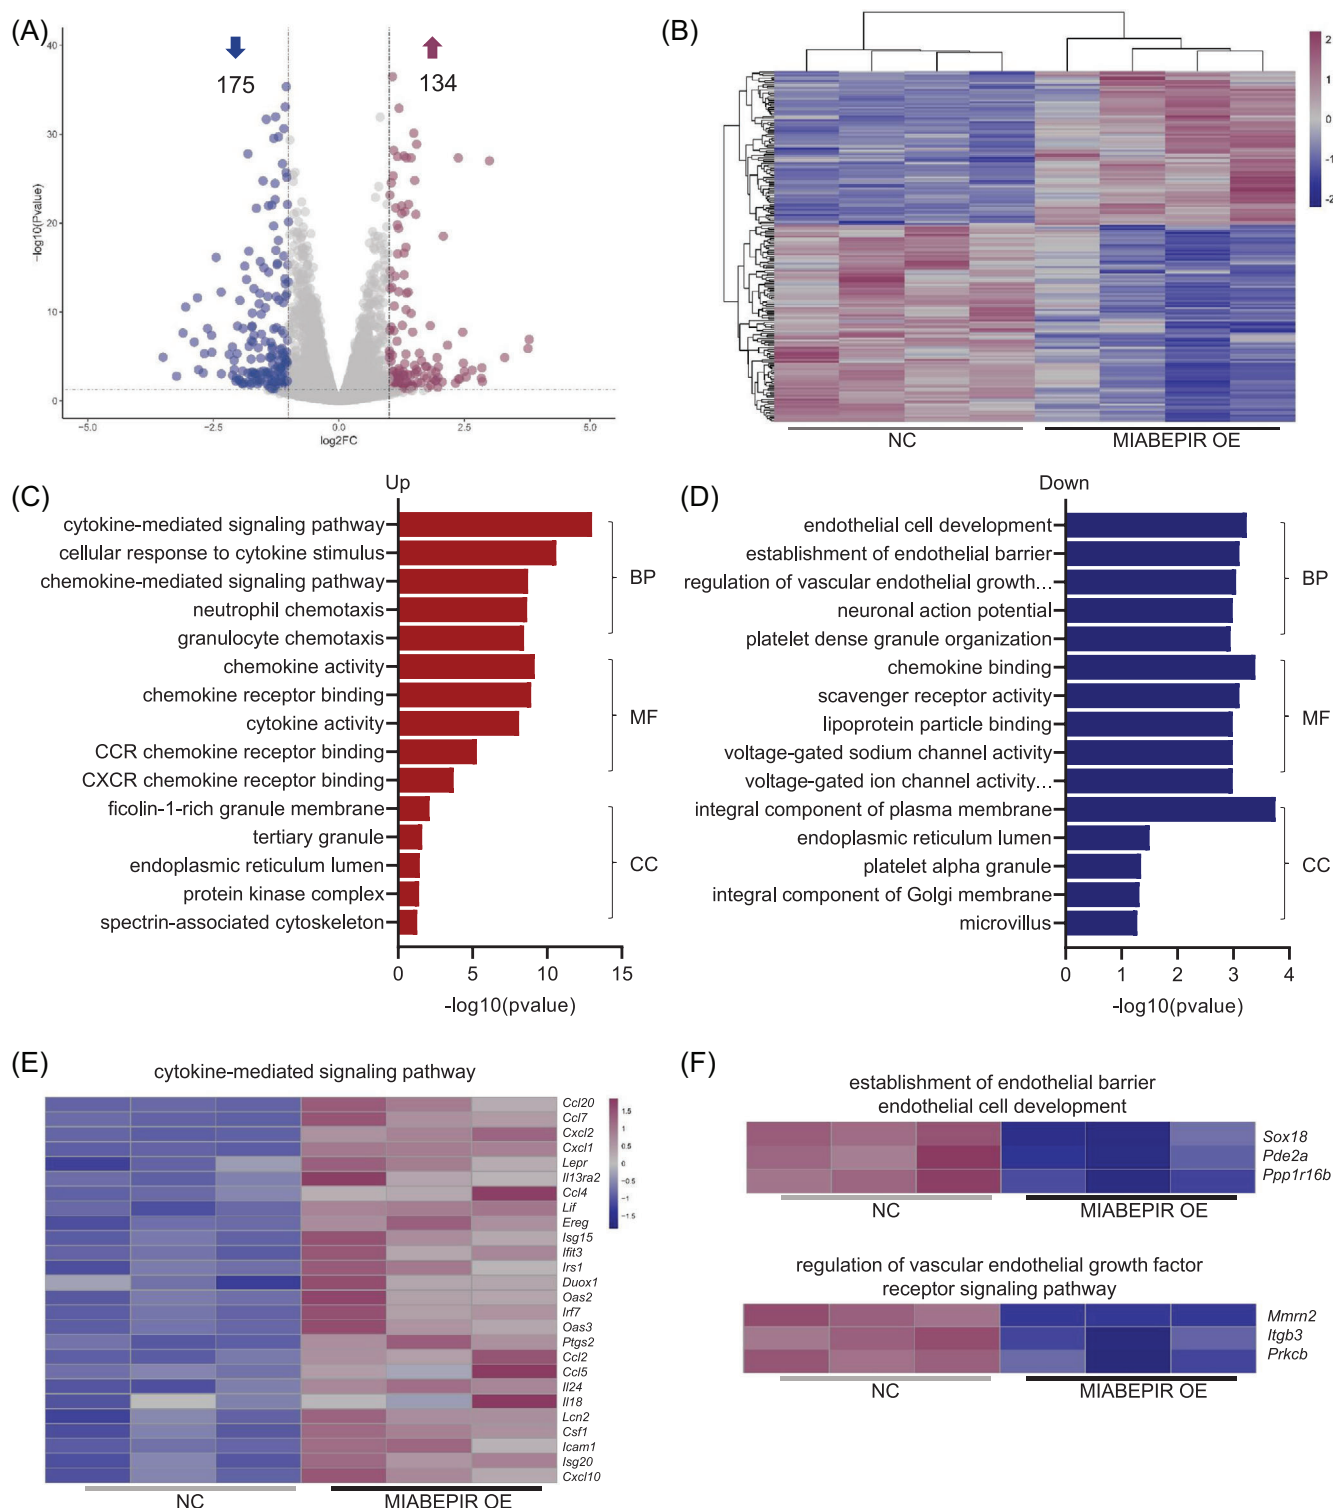 (A)
175
134
40
30
20
10
0
-log10(Pvalue)
−5.0
−2.5
0.0
2.5
5.0
log2FC
(B)
2
1
0
-1
-2
NC
MIABEPIR OE
(C)
Up
cytokine-mediated signaling pathway
cellular response to cytokine stimulus
chemokine-mediated signaling pathway
neutrophil chemotaxis
granulocyte chemotaxis
chemokine activity
chemokine receptor binding
cytokine activity
CCR chemokine receptor binding
CXCR chemokine receptor binding
ficolin-1-rich granule membrane
tertiary granule
endoplasmic reticulum lumen
protein kinase complex
spectrin-associated cytoskeleton
BP
MF
CC
0 5 10 15
-log10(pvalue)
(D)
Down
endothelial cell development
establishment of endothelial barrier
regulation of vascular endothelial growth...
neuronal action potential
platelet dense granule organization
chemokine binding
scavenger receptor activity
lipoprotein particle binding
voltage-gated sodium channel activity
voltage-gated ion channel activity...
integral component of plasma membrane
endoplasmic reticulum lumen
platelet alpha granule
integral component of Golgi membrane
microvillus
BP
MF
CC
0 1 2 3 4
-log10(pvalue)
(E)
cytokine-mediated signaling pathway
Ccl20
Ccl7
Cxcl2
Cxcl1
Lepr
Il13ra2
Ccl4
Lif
Ereg
Isg15
Ifit3
Irs1
Duox1
Oas2
Irf7
Oas3
Ptgs2
Ccl2
Ccl5
Il24
Il18
Lcn2
Csf1
Icam1
Isg20
Cxcl10
1.5
1
0.5
0
−0.5
−1
−1.5
NC
MIABEPIR OE
(F)
establishment of endothelial barrier
endothelial cell development
Sox18
Pde2a
Ppp1r16b
NC
MIABEPIR OE
regulation of vascular endothelial growth factor
receptor signaling pathway
Mmrn2
Itgb3
Prkcb
NC
MIABEPIR OE